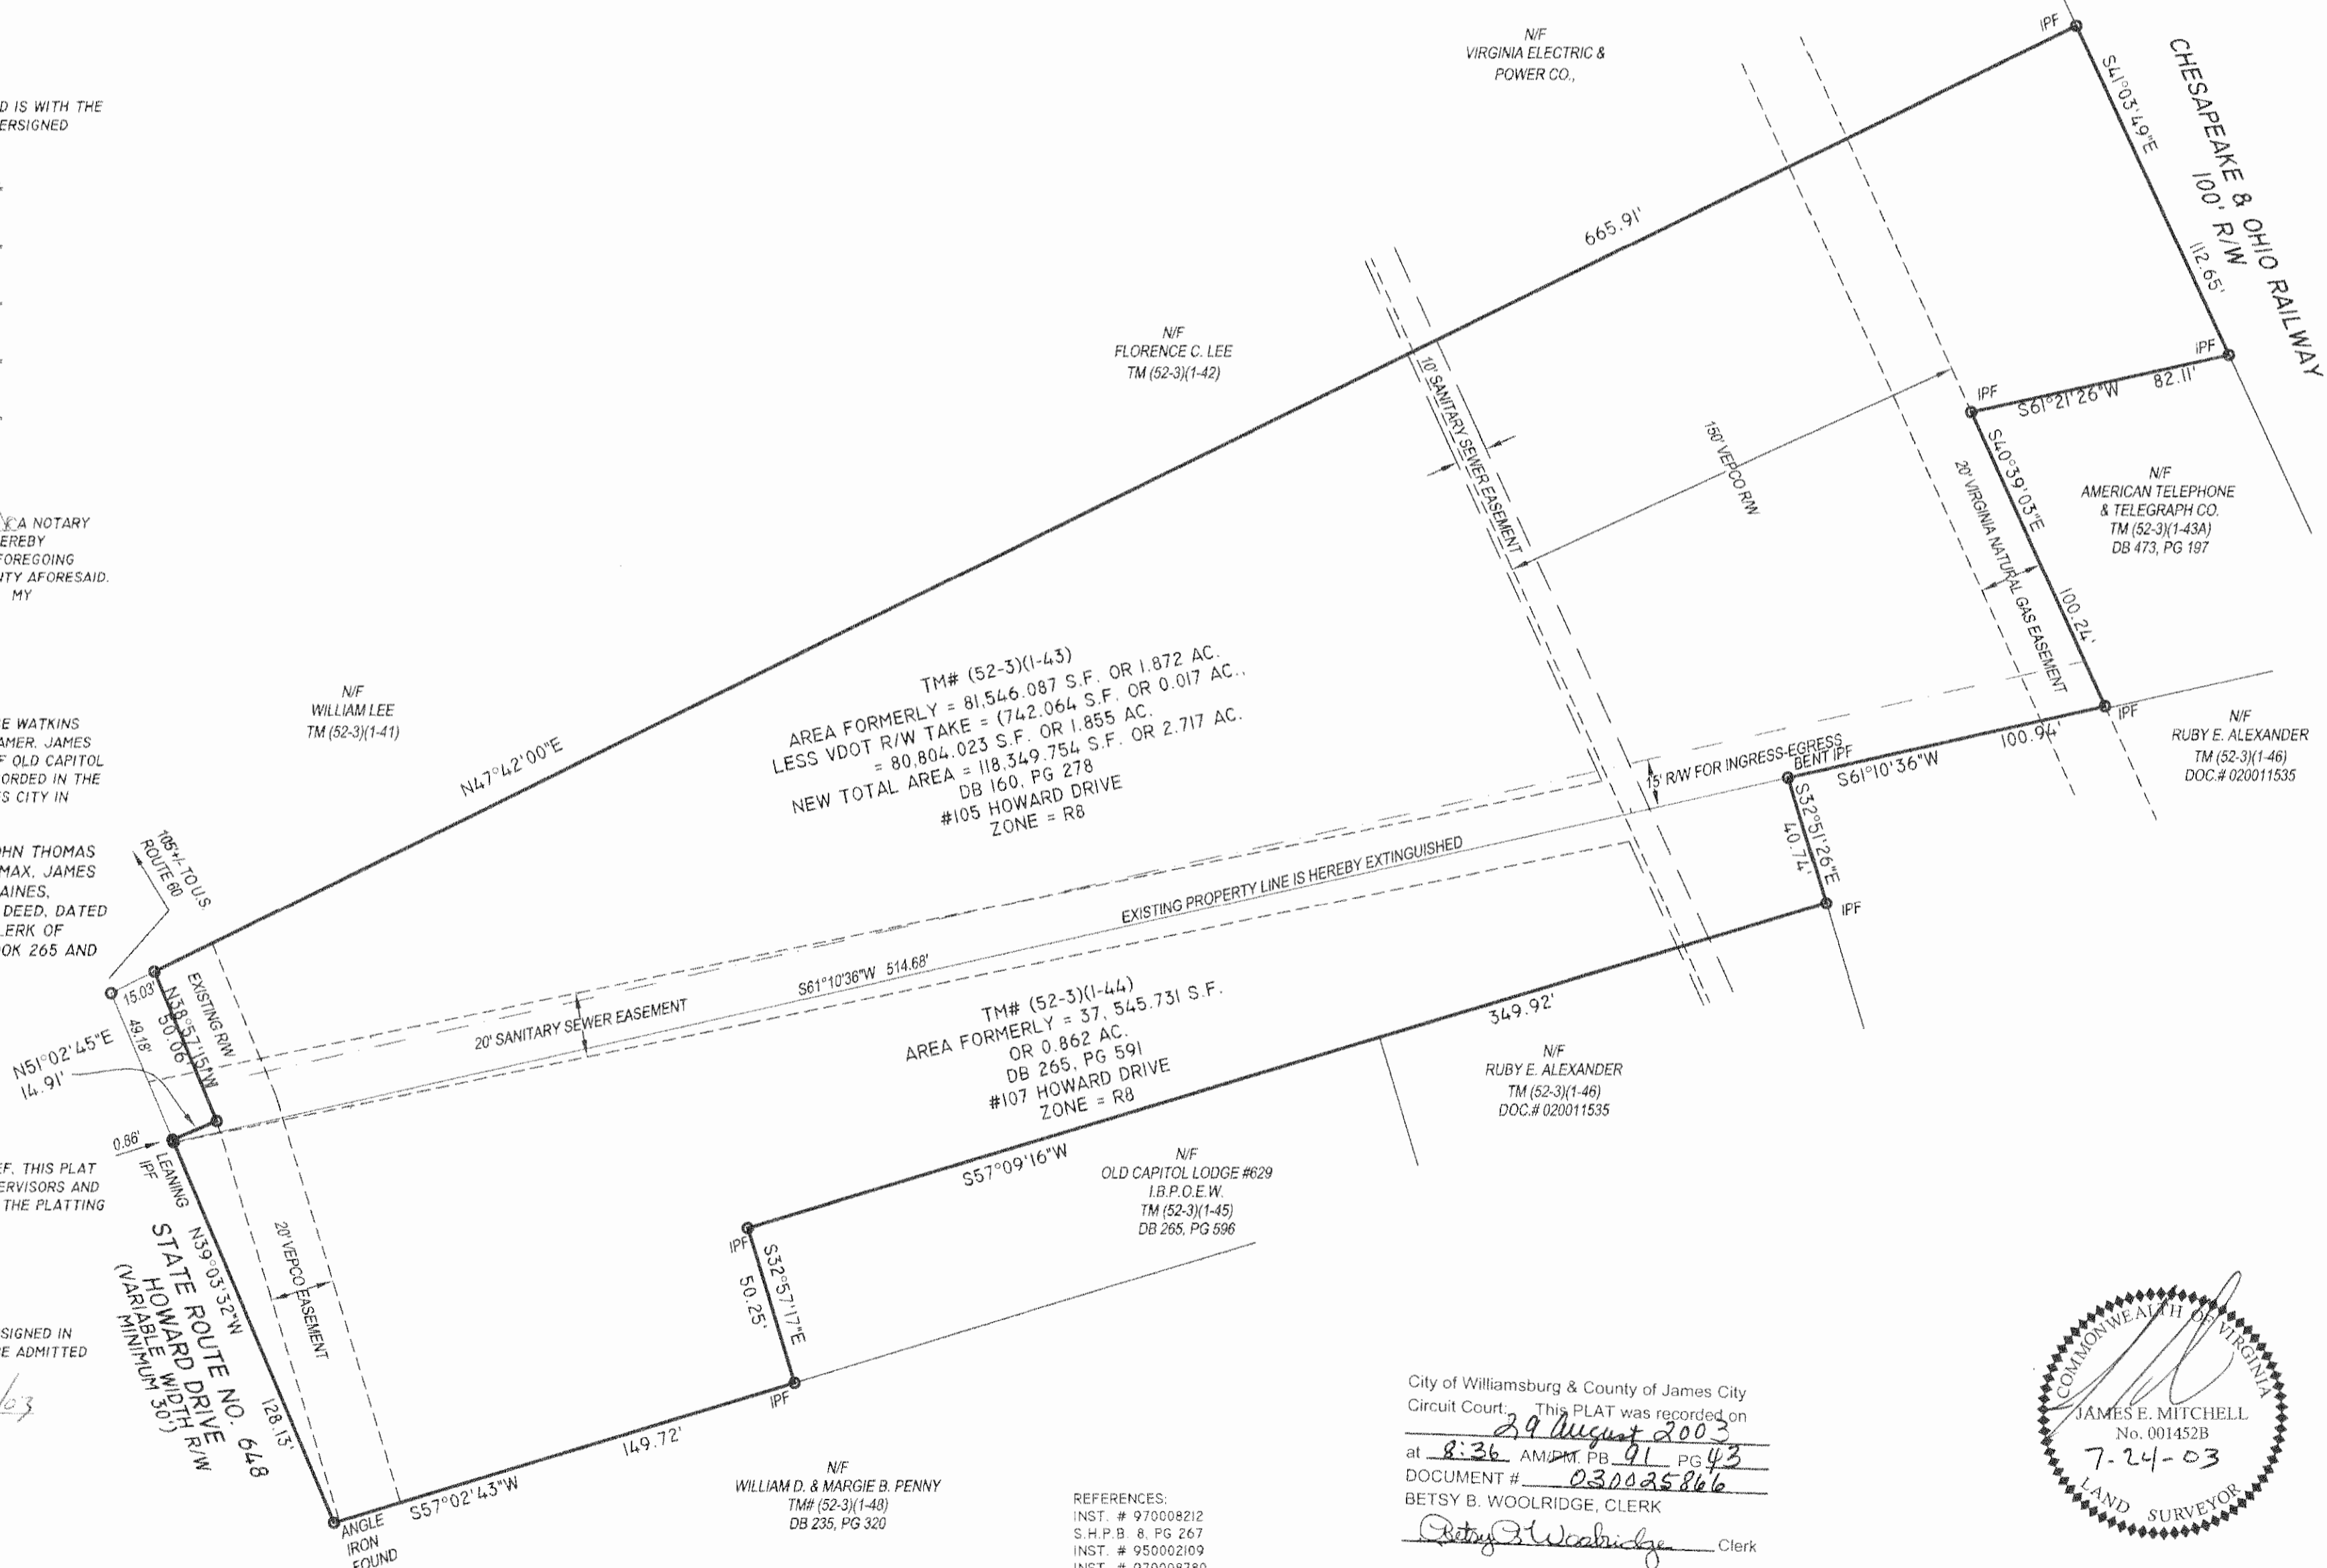 D IS WITH THE
ERSIGNED
A NOTARY
EREBY
FOREGOING
TY AFORESAID.
MY
E WATKINS
AMER. JAMES
F OLD CAPITOL
ORDED IN THE
S CITY IN
HN THOMAS
MAX, JAMES
AINES,
DEED, DATED
LERK OF
OOK 265 AND
EF. THIS PLAT
ERVISORS AND
THE PLATTING
SIGNED IN
E ADMITTED
/03
N/F
VIRGINIA ELECTRIC &
POWER CO.,
IPF
S41°03'49"E
112.65'
CHESAPEAKE & OHIO RAILWAY
100' R/W
665.91'
N/F
FLORENCE C. LEE
TM (52-3)(1-42)
10' SANITARY SEWER EASEMENT
150' VEPCO R/W
IPF
IPF
S61°21'26"W
82.11'
S40°39'03"E
100.24'
20' VIRGINIA NATURAL GAS EASEMENT
N/F
AMERICAN TELEPHONE
& TELEGRAPH CO.
TM (52-3)(1-43A)
DB 473, PG 197
N/F
WILLIAM LEE
TM (52-3)(1-41)
N47°42'00"E
TM# (52-3)(1-43)
AREA FORMERLY = 81,546.087 S.F. OR 1.872 AC.
LESS VDOT R/W TAKE = (742.064 S.F. OR 0.017 AC.,
= 80,804.023 S.F. OR 1.855 AC.
NEW TOTAL AREA = 118,349.754 S.F. OR 2.717 AC.
DB 160, PG 278
#105 HOWARD DRIVE
ZONE = R8
15' R/W FOR INGRESS-EGRESS
BENT IPF
S61°10'36"W
100.94'
IPF
N/F
RUBY E. ALEXANDER
TM (52-3)(1-46)
DOC.# 020011535
S32°51'26"E
40.74'
IPF
105'+/- TO U.S.
ROUTE 60
EXISTING R/W
15.03'
N38°57'15"W
50.06'
49.18'
N51°02'45"E
14.91'
0.86'
LEANING
IPF
20' SANITARY SEWER EASEMENT
S61°10'36"W 514.68'
EXISTING PROPERTY LINE IS HEREBY EXTINGUISHED
TM# (52-3)(1-44)
AREA FORMERLY = 37, 545.731 S.F.
OR 0.862 AC.
DB 265, PG 591
#107 HOWARD DRIVE
ZONE = R8
349.92'
S57°09'16"W
N/F
RUBY E. ALEXANDER
TM (52-3)(1-46)
DOC.# 020011535
N/F
OLD CAPITOL LODGE #629
I.B.P.O.E.W.
TM (52-3)(1-45)
DB 265, PG 596
IPF
S32°57'17"E
50.25'
IPF
20' VEPCO EASEMENT
N39°03'32"W
128.13'
STATE ROUTE NO. 648
HOWARD DRIVE
(VARIABLE WIDTH R/W
MINIMUM 30')
149.72'
S57°02'43"W
ANGLE
IRON
FOUND
N/F
WILLIAM D. & MARGIE B. PENNY
TM# (52-3)(1-48)
DB 235, PG 320
REFERENCES:
INST. # 970008212
S.H.P.B. 8, PG 267
INST. # 950002109
INST. # 970008780
City of Williamsburg & County of James City
Circuit Court: This PLAT was recorded on
29 August 2003
at 8:36 AM/PM. PB 91 PG 43
DOCUMENT # 030025866
BETSY B. WOOLRIDGE, CLERK
Betsy B Woolridge Clerk
COMMONWEALTH OF VIRGINIA
JAMES E. MITCHELL
No. 001452B
7-24-03
LAND SURVEYOR